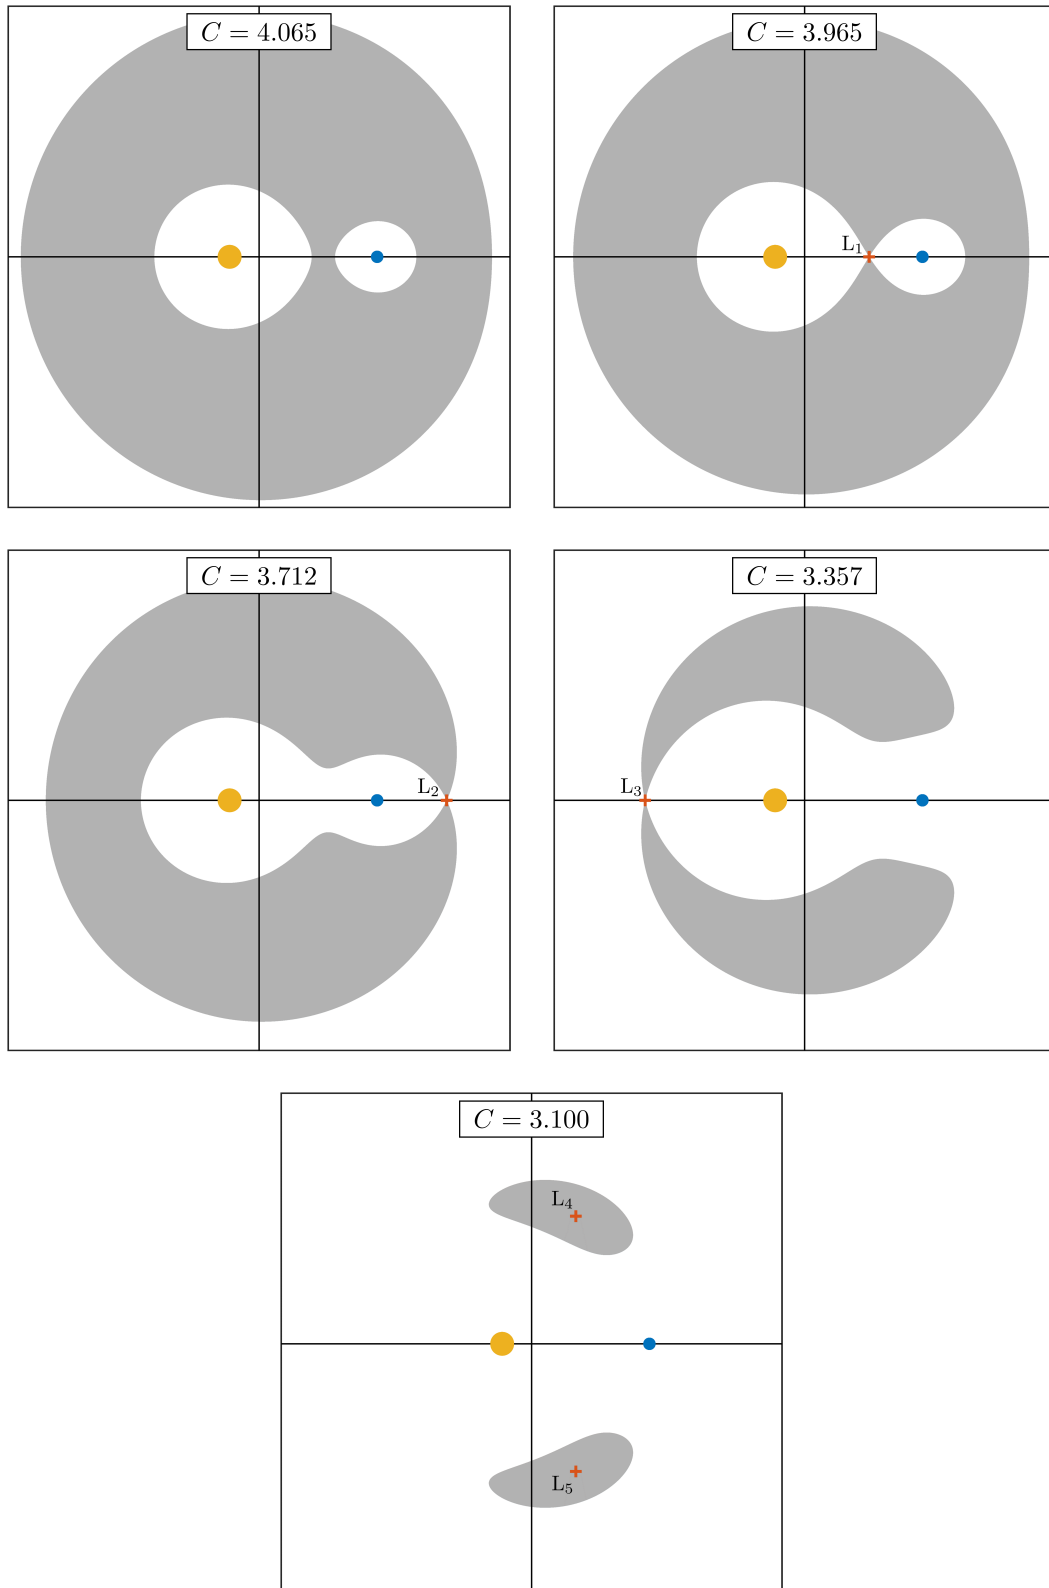 C = 4.065
C = 3.965
L₁
C = 3.712
C = 3.357
L₂
L₃
C = 3.100
L₄
L₅